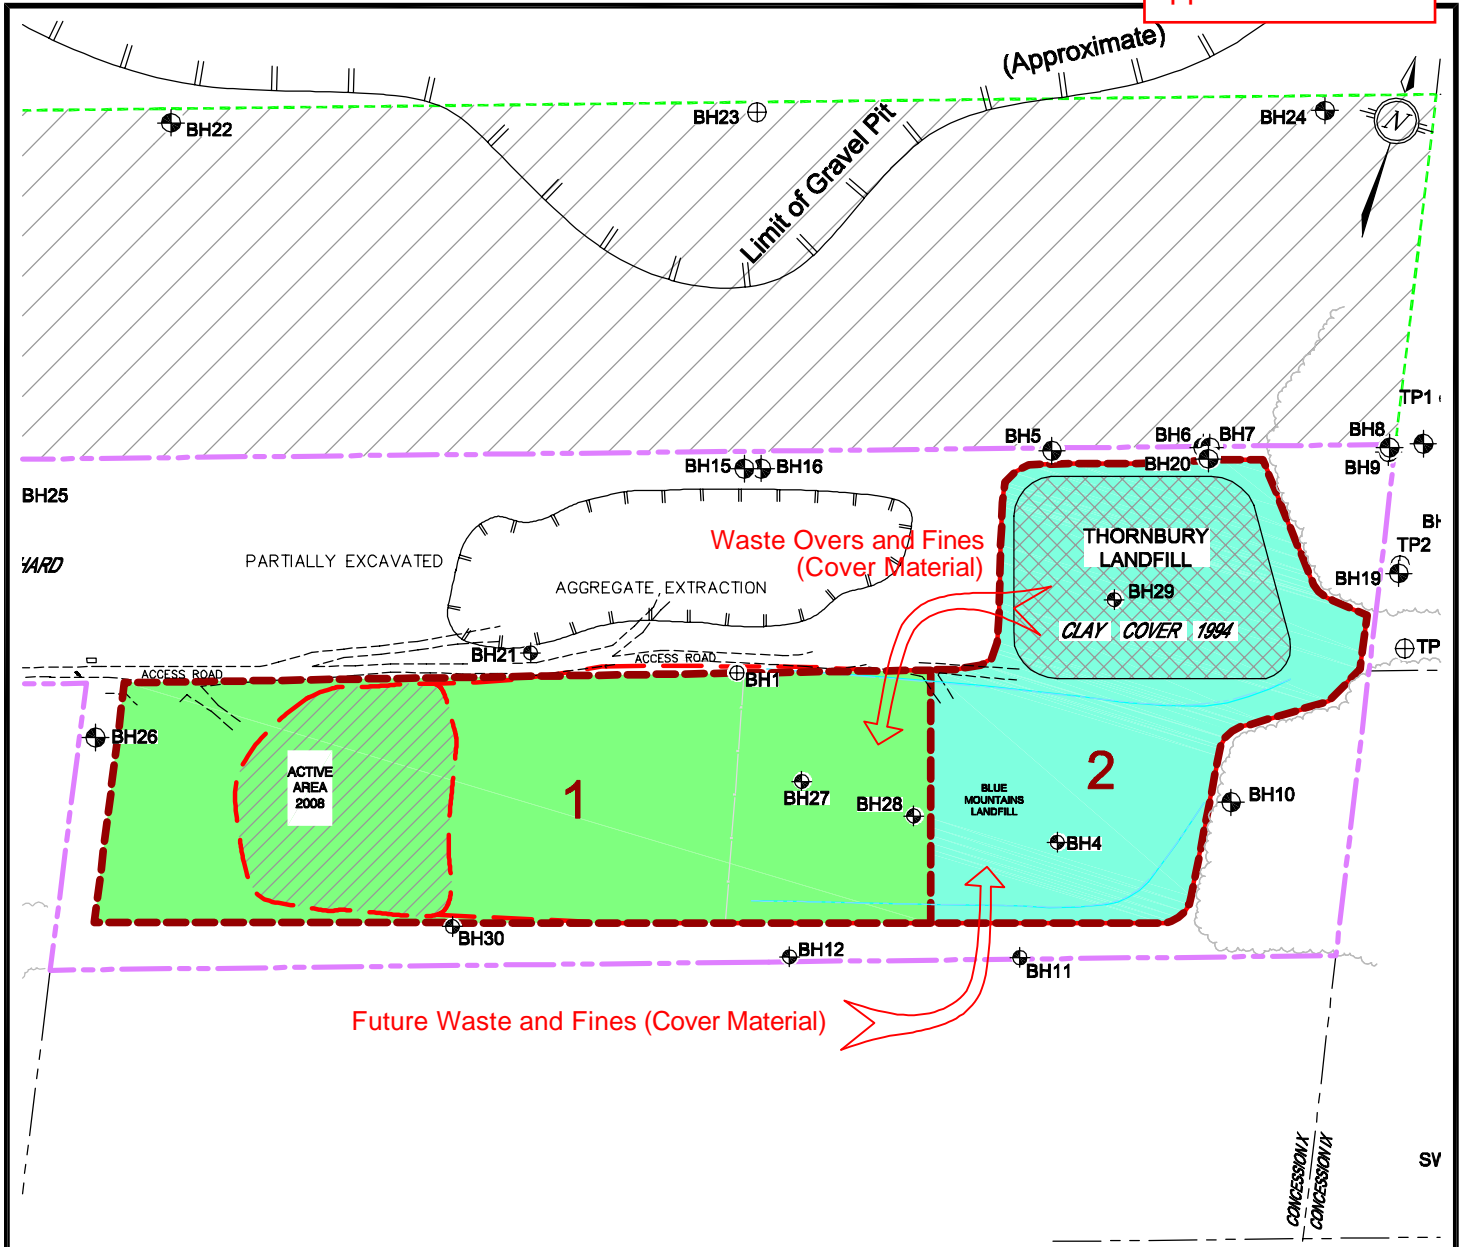 (Approximate)
N
BH22
BH23
BH24
Limit of Gravel Pit
TP1
BH5
BH6
BH7
BH8
BH15
BH16
BH20
BH9
BH25
Waste Overs and Fines
(Cover Material)
THORNBURY
LANDFILL
TP2
PARTIALLY EXCAVATED
BH19
AGGREGATE EXTRACTION
BH29
CLAY COVER 1994
BH21
ACCESS ROAD
TP
ACCESS ROAD
BH1
BH26
ACTIVE
AREA
2008
1
2
BH27
BLUE
MOUNTAINS
LANDFILL
BH28
BH10
BH4
BH30
BH12
BH11
Future Waste and Fines (Cover Material)
CONCESSION X
CONCESSION IX